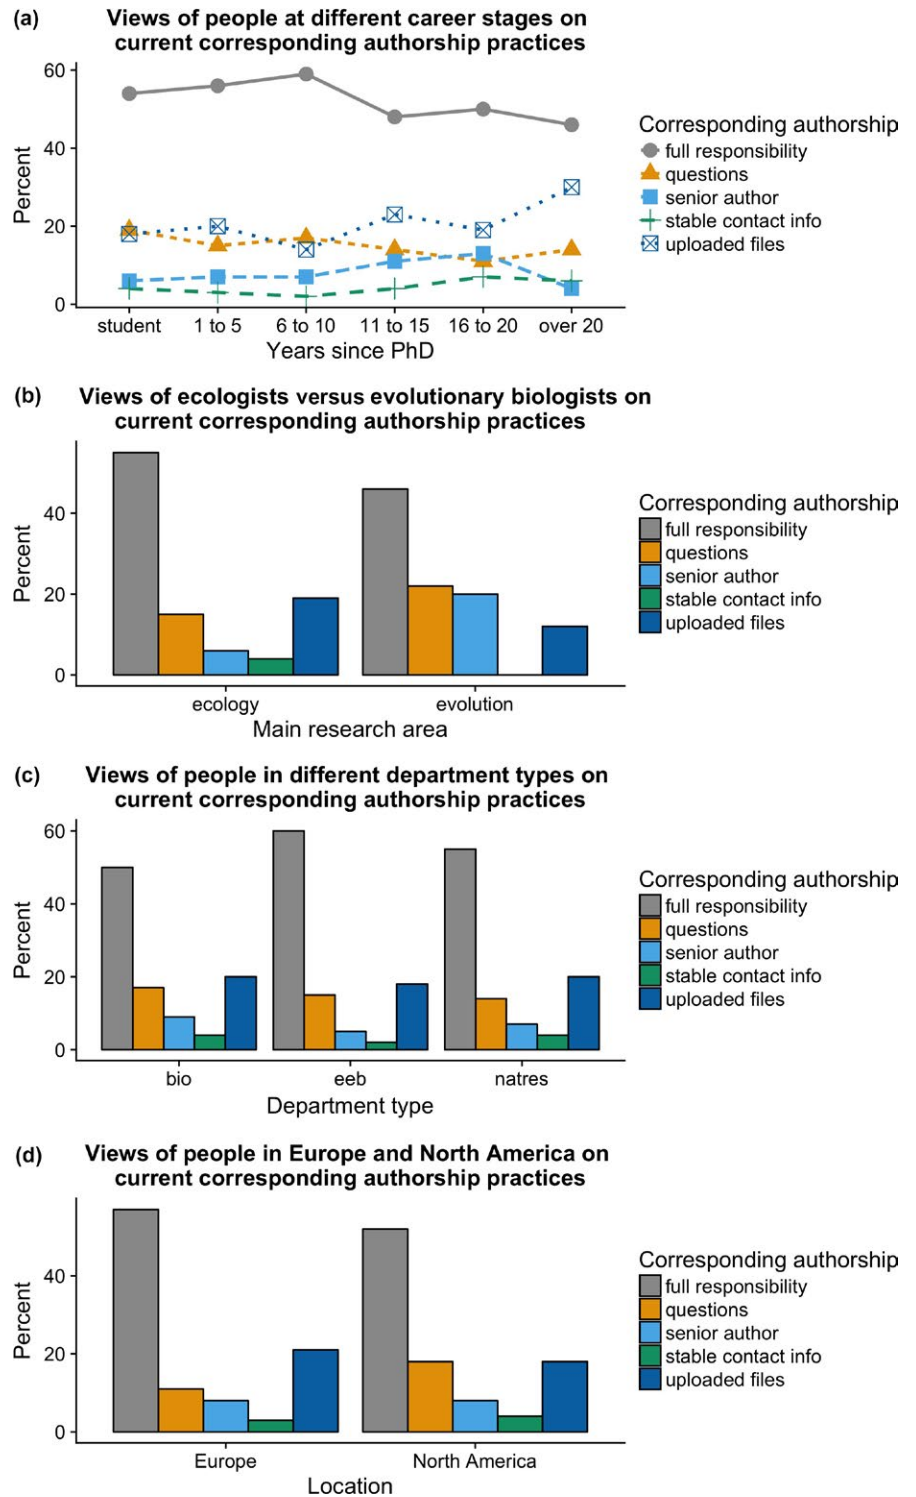 (a) Views of people at different career stages on
current corresponding authorship practices
60
40
20
0
Percent
student 1 to 5 6 to 10 11 to 15 16 to 20 over 20
Years since PhD
Corresponding authorship
full responsibility
questions
senior author
stable contact info
uploaded files
(b) Views of ecologists versus evolutionary biologists on
current corresponding authorship practices
40
20
0
Percent
ecology evolution
Main research area
Corresponding authorship
full responsibility
questions
senior author
stable contact info
uploaded files
(c) Views of people in different department types on
current corresponding authorship practices
60
40
20
0
Percent
bio eeb natres
Department type
Corresponding authorship
full responsibility
questions
senior author
stable contact info
uploaded files
(d) Views of people in Europe and North America on
current corresponding authorship practices
40
20
0
Percent
Europe North America
Location
Corresponding authorship
full responsibility
questions
senior author
stable contact info
uploaded files